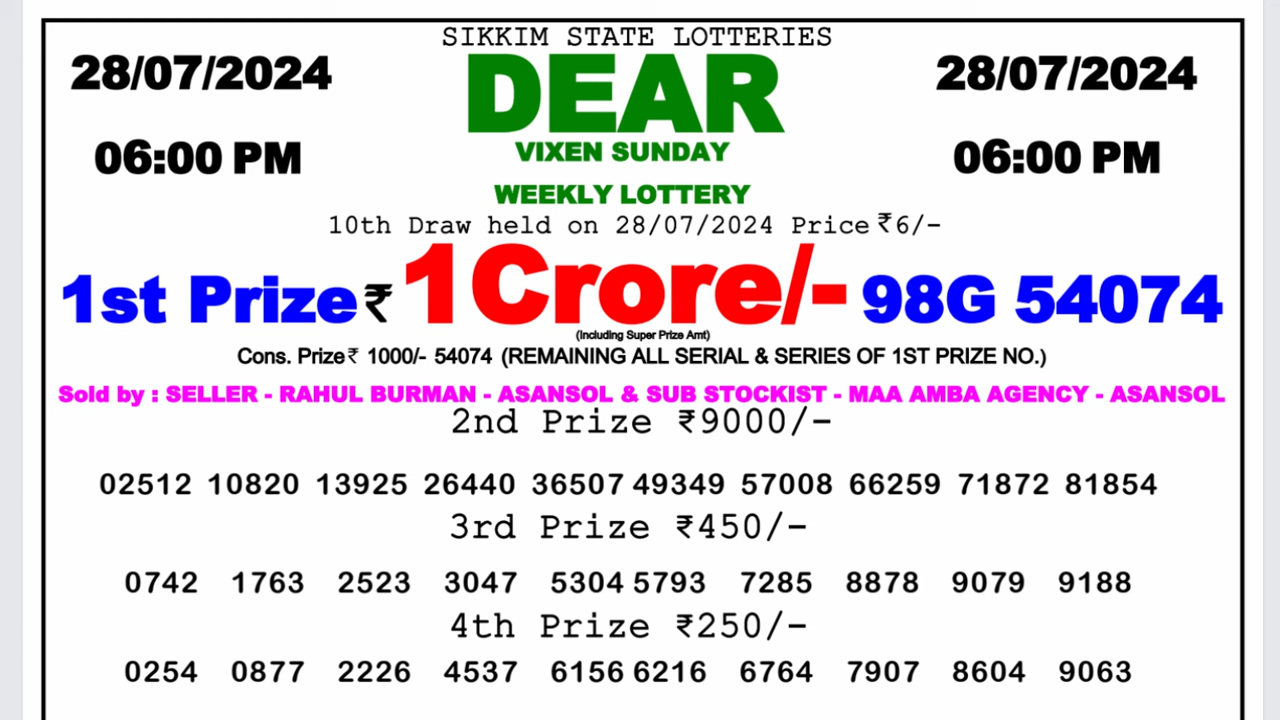 SIKKIM STATE LOTTERIES
28/07/2024 DEAR 28/07/2024
06:00 PM VIXEN SUNDAY 06:00 PM
WEEKLY LOTTERY
10th Draw held on 28/07/2024 Price ₹6/-
1st Prize ₹ 1Crore/- 98G 54074
(Including Super Prize Amt)
Cons. Prize ₹ 1000/- 54074 (REMAINING ALL SERIAL & SERIES OF 1ST PRIZE NO.)
Sold by : SELLER - RAHUL BURMAN - ASANSOL & SUB STOCKIST - MAA AMBA AGENCY - ASANSOL
2nd Prize ₹9000/-
02512 10820 13925 26440 36507 49349 57008 66259 71872 81854
3rd Prize ₹450/-
0742 1763 2523 3047 5304 5793 7285 8878 9079 9188
4th Prize ₹250/-
0254 0877 2226 4537 6156 6216 6764 7907 8604 9063